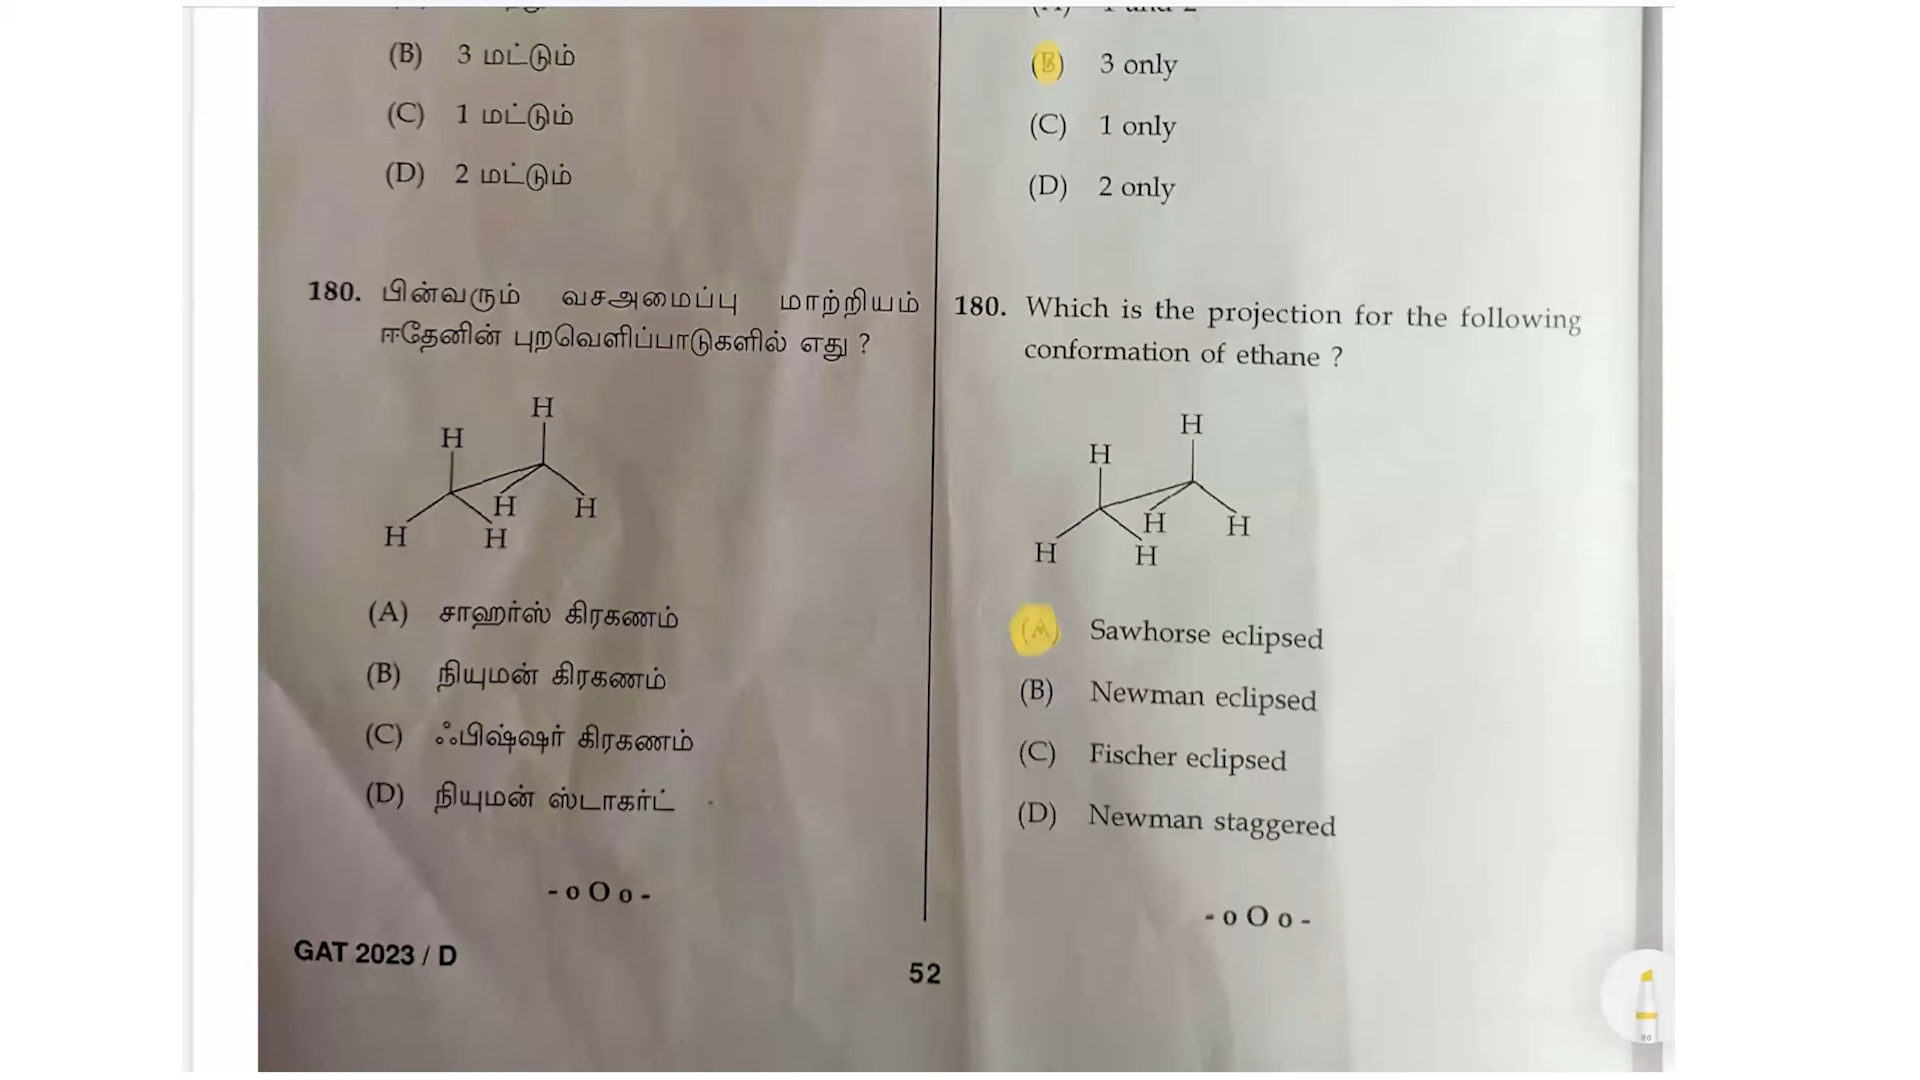 (B) 3 மட்டும்
(C) 1 மட்டும்
(D) 2 மட்டும்
180. பின்வரும் வசஅமைப்பு மாற்றியம்
ஈதேனின் புறவெளிப்பாடுகளில் எது ?
H
H
H
H
H
H
(A) சாஹர்ஸ் கிரகணம்
(B) நியுமன் கிரகணம்
(C) ஃபிஷ்ஷர் கிரகணம்
(D) நியுமன் ஸ்டாகர்ட்
- o O o -
(B) 3 only
(C) 1 only
(D) 2 only
180. Which is the projection for the following
conformation of ethane ?
H
H
H
H
H
H
(A) Sawhorse eclipsed
(B) Newman eclipsed
(C) Fischer eclipsed
(D) Newman staggered
- o O o -
GAT 2023 / D
52
80